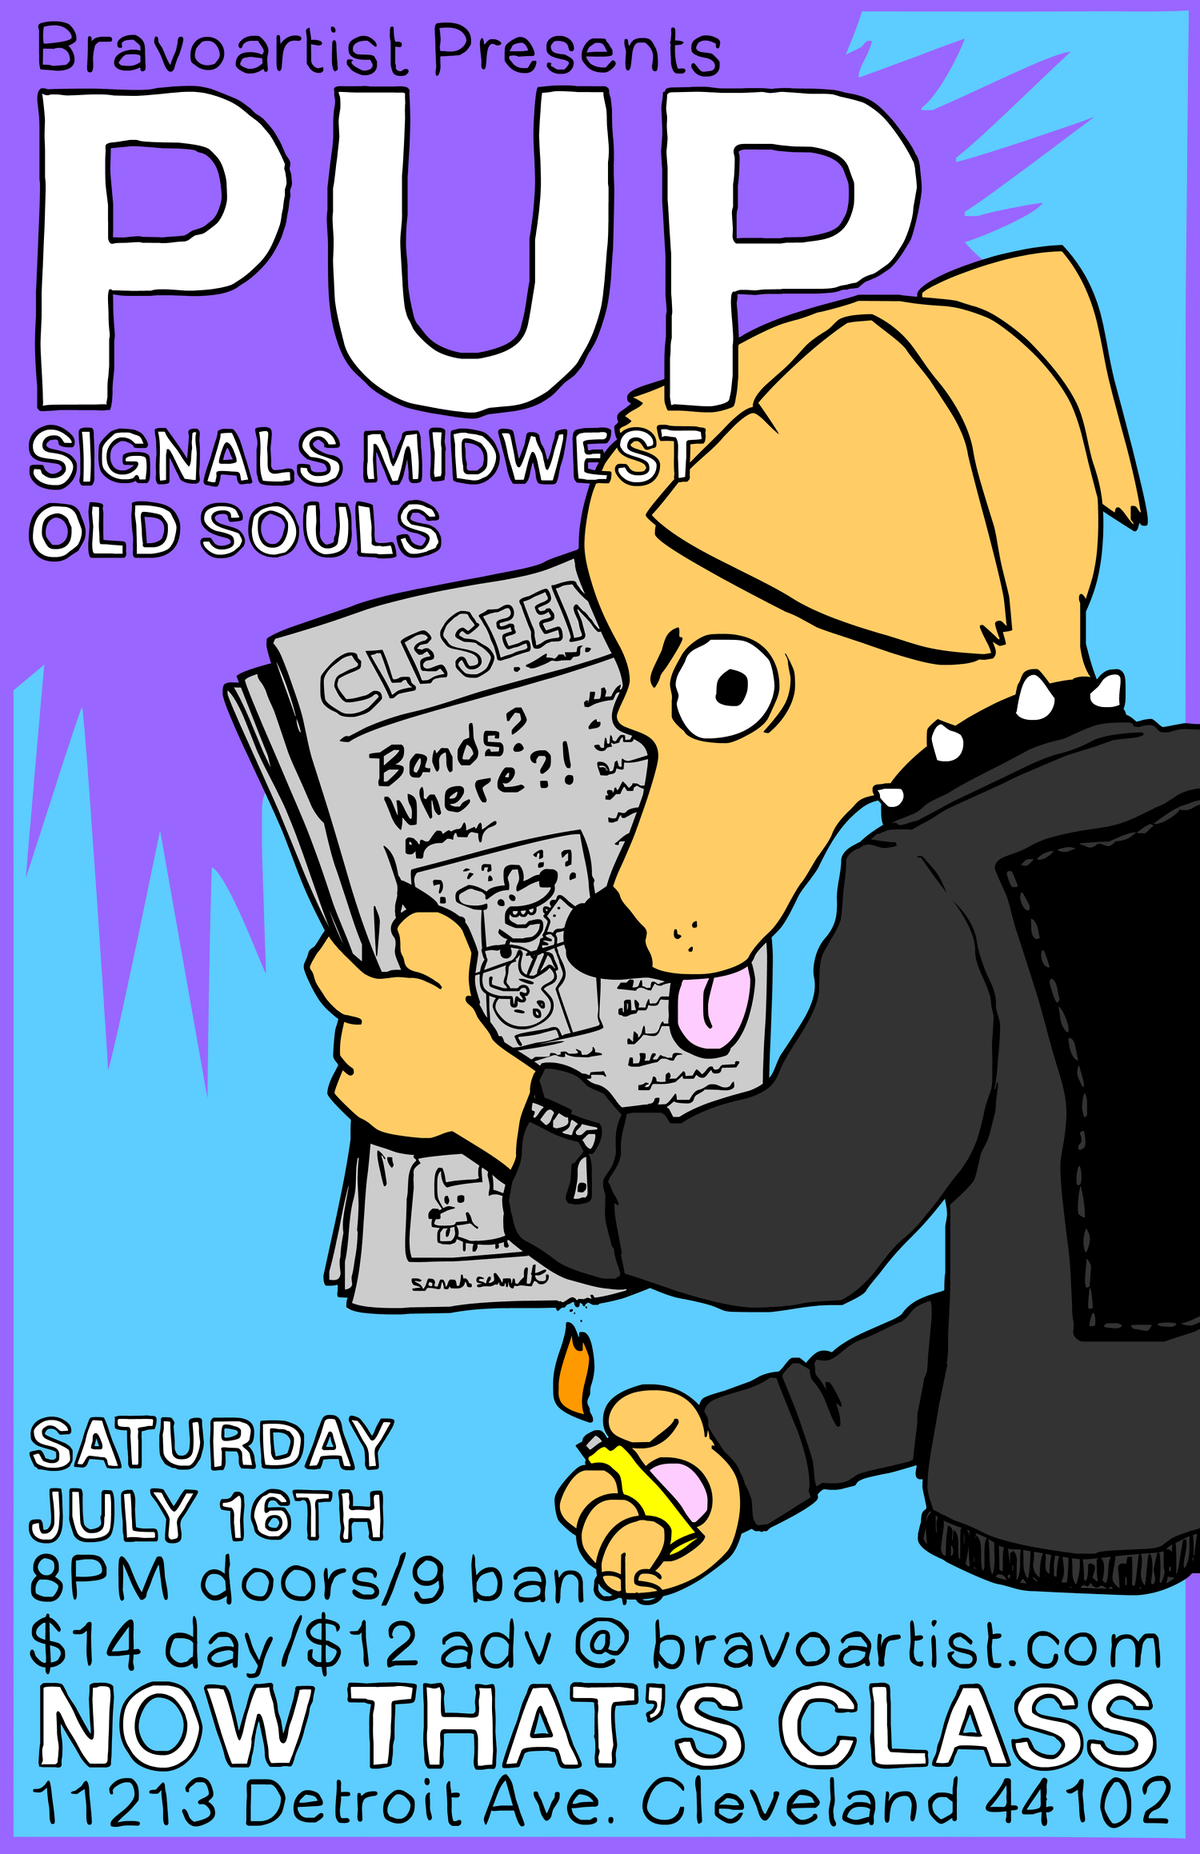 Bravoartist Presents
PUP
SIGNALS MIDWEST
OLD SOULS
CLESEEN
Bands?
Where?!
? ? ? ?
? ?
sarah schmidt
SATURDAY
JULY 16TH
8PM doors/9 bands
$14 day/$12 adv @ bravoartist.com
NOW THAT'S CLASS
11213 Detroit Ave. Cleveland 44102